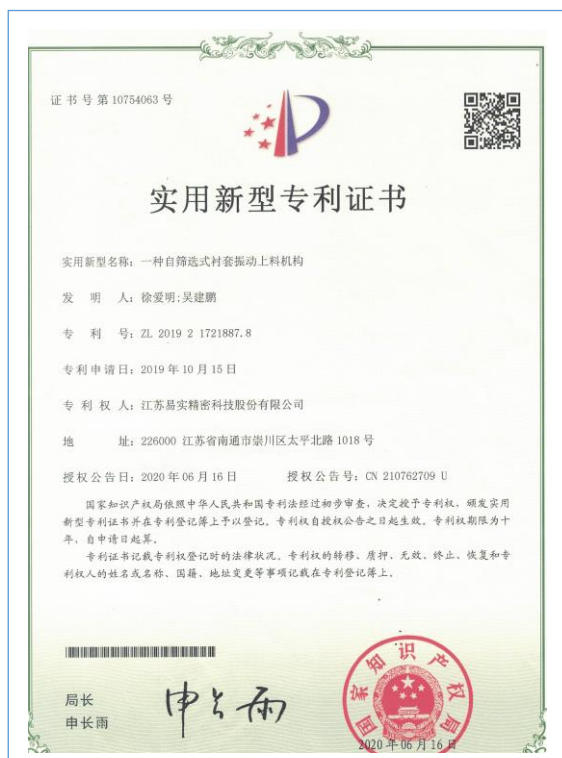 证书号第10754063号
实用新型专利证书
实用新型名称：一种自筛选式衬套振动上料机构
发 明 人：徐爱明;吴建鹏
专 利 号：ZL 2019 2 1721887.8
专利申请日：2019年10月15日
专 利 权 人：江苏易实精密科技股份有限公司
地 址：226000 江苏省南通市崇川区太平北路1018号
授权公告日：2020年06月16日 授权公告号：CN 210762709 U
国家知识产权局依照中华人民共和国专利法经过初步审查，决定授予专利权，颁发实用
新型专利证书并在专利登记簿上予以登记。专利权自授权公告之日起生效。专利权期限为十
年，自申请日起算。
专利证书记载专利权登记时的法律状况。专利权的转移、质押、无效、终止、恢复和专
利权人的姓名或名称、国籍、地址变更等事项记载在专利登记簿上。
局长
申长雨
申长雨
国家知识产权局
2020年06月16日